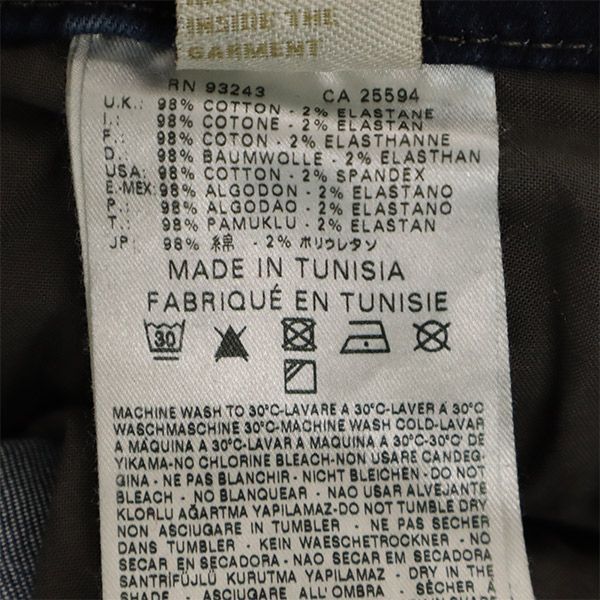 INSIDE THE
GARMENT
RN 93243 CA 25594
U.K.: 98% COTTON - 2% ELASTANE
I.: 98% COTONE - 2% ELASTAN
F.: 98% COTON - 2% ELASTHANNE
D.: 98% BAUMWOLLE - 2% ELASTHAN
USA: 98% COTTON - 2% SPANDEX
E.-MEX: 98% ALGODON - 2% ELASTANO
P.: 98% ALGODAO - 2% ELASTANO
T.: 98% PAMUKLU - 2% ELASTAN
JP: 98% 綿 - 2% ポリウレタン
MADE IN TUNISIA
FABRIQUÉ EN TUNISIE
30
MACHINE WASH TO 30°C-LAVARE A 30°C-LAVER À 30°C
WASCHMASCHINE 30°C-MACHINE WASH COLD-LAVAR
A MÁQUINA A 30°C-LAVAR A MAQUINA A 30°C-30°C' DE
YIKAMA-NO CHLORINE BLEACH-NON USARE CANDEG-
GINA - NE PAS BLANCHIR - NICHT BLEICHEN - DO NOT
BLEACH - NO BLANQUEAR - NAO USAR ALVEJANTE
KLORLU AĞARTMA YAPILAMAZ-DO NOT TUMBLE DRY
NON ASCIUGARE IN TUMBLER - NE PAS SÉCHER
DANS TUMBLER - KEIN WAESCHETROCKNER - NO
SECAR EN SECADORA - NAO SECAR EM SECADORA
SANTRİFÜJLÜ KURUTMA YAPILAMAZ - DRY IN THE
SHADE - ASCIUGARE ALL'OMBRA - SÉCHER À